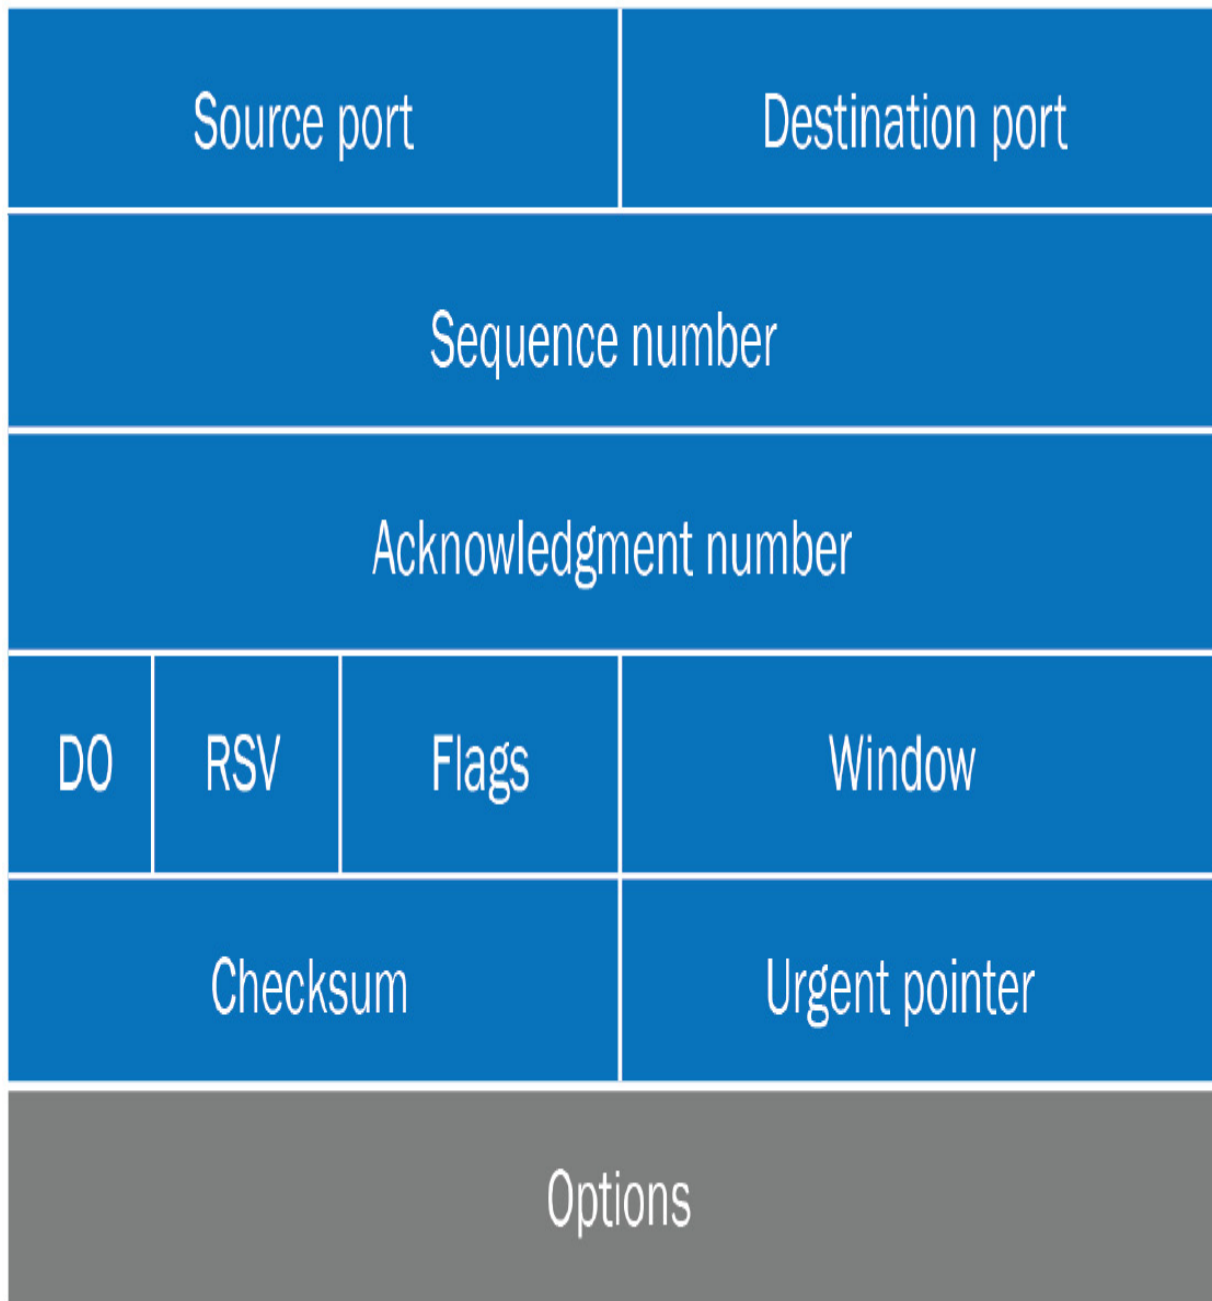 Source port
Destination port
Sequence number
Acknowledgment number
DO
RSV
Flags
Window
Checksum
Urgent pointer
Options